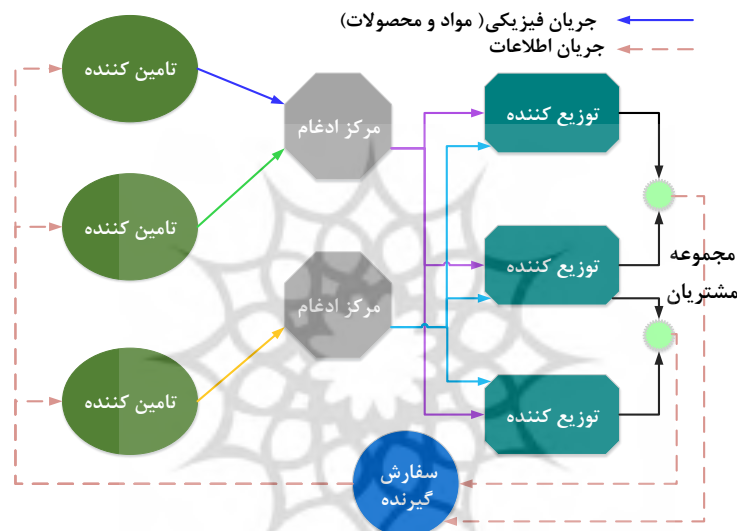 جریان فیزیکی( مواد و محصولات)
جریان اطلاعات
تامین کننده
مرکز ادغام
توزیع کننده
تامین کننده
توزیع کننده
مجموعه
مشتریان
مرکز ادغام
تامین کننده
توزیع کننده
سفارش
گیرنده